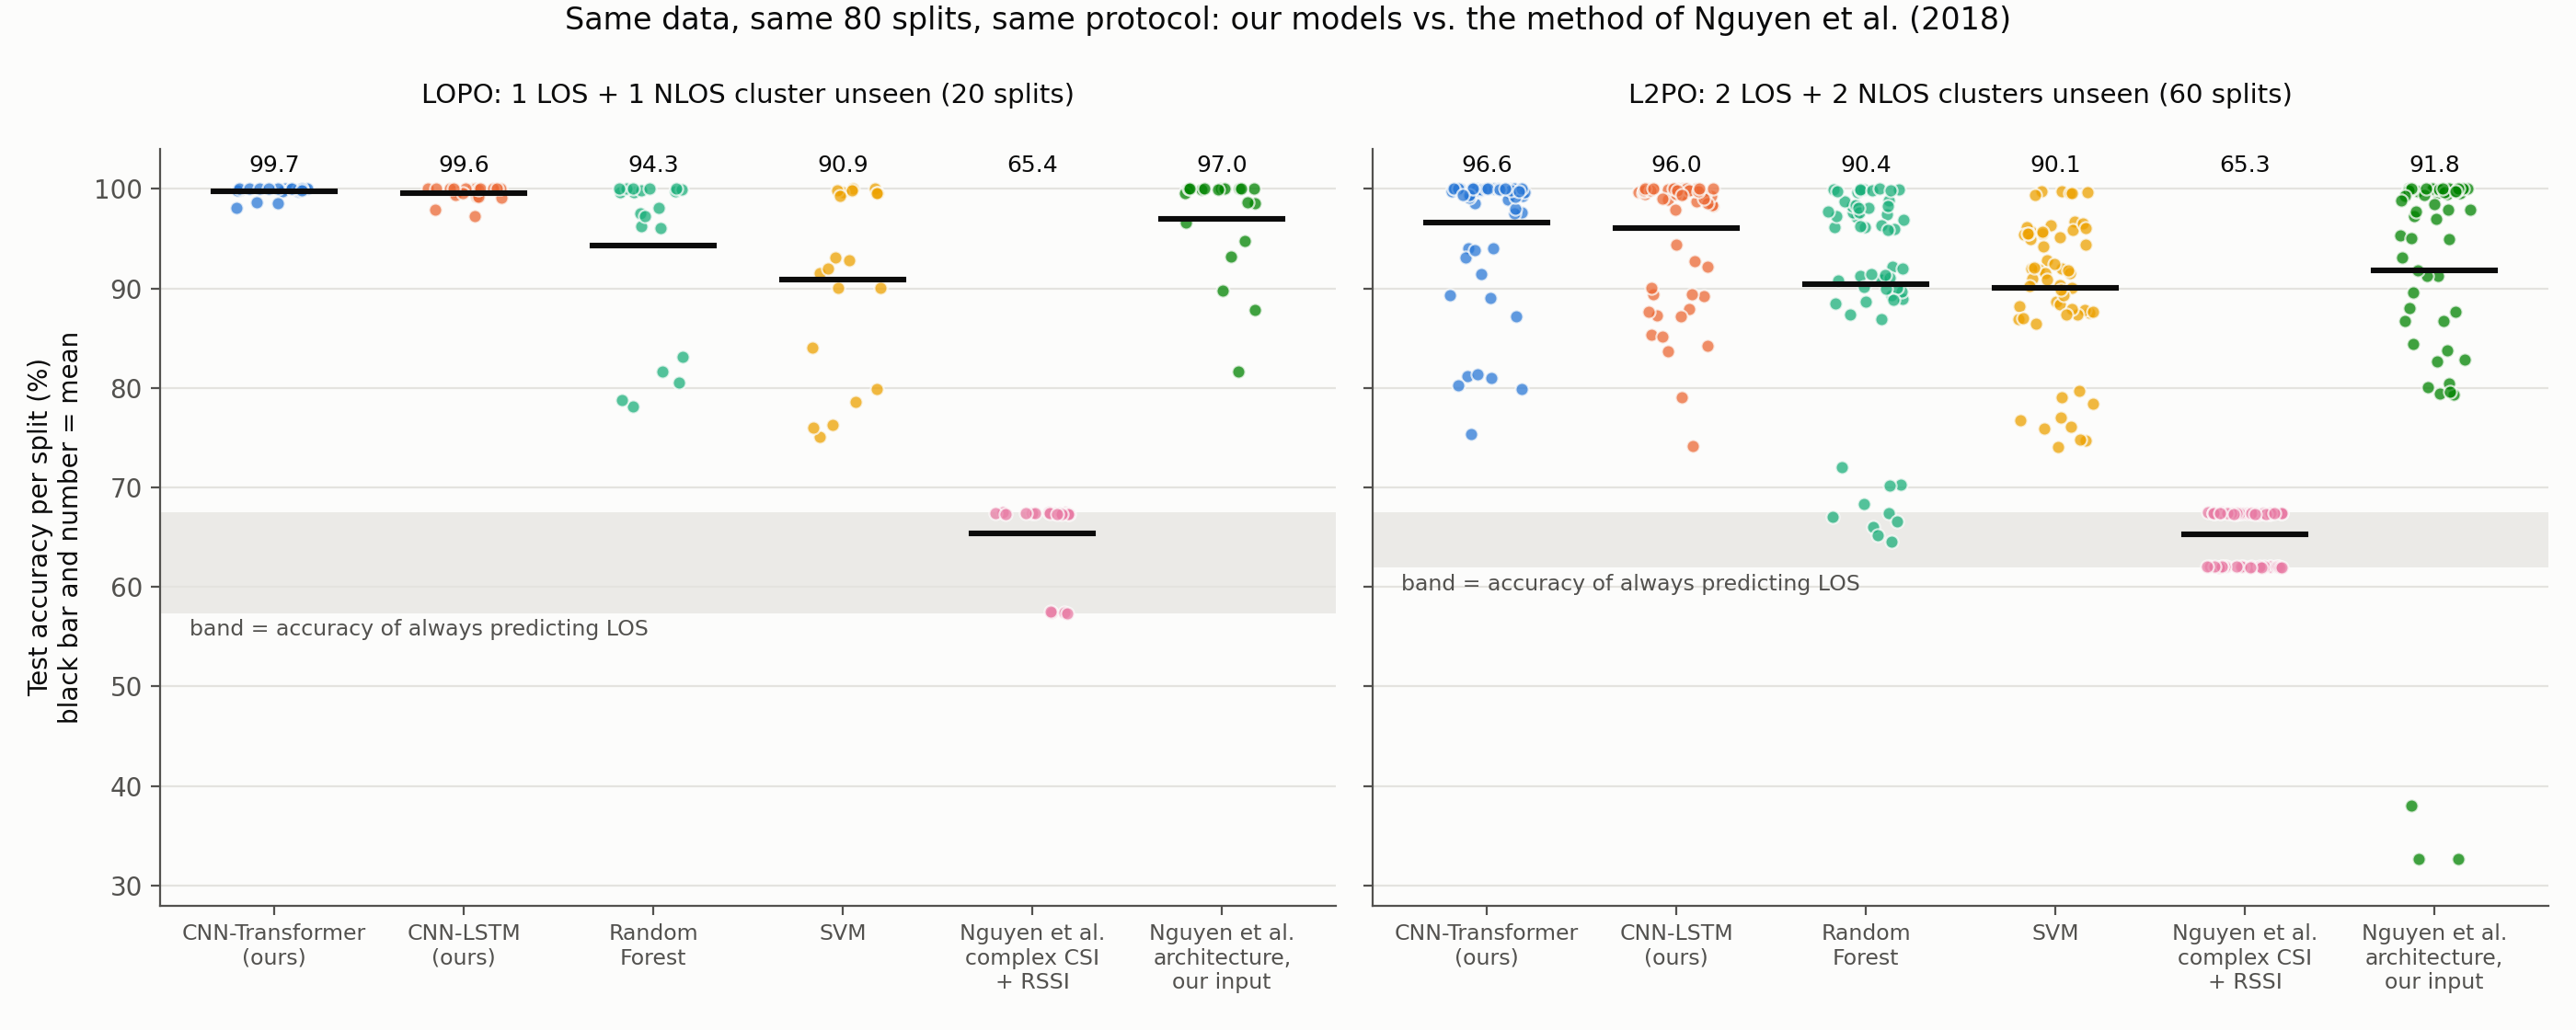 Same data, same 80 splits, same protocol: our models vs. the method of Nguyen et al. (2018)
LOPO: 1 LOS + 1 NLOS cluster unseen (20 splits)
99.7 99.6 94.3 90.9 65.4 97.0
Test accuracy per split (%)
black bar and number = mean
100
90
80
70
60
50
40
30
band = accuracy of always predicting LOS
CNN-Transformer
(ours)
CNN-LSTM
(ours)
Random
Forest
SVM
Nguyen et al.
complex CSI
+ RSSI
Nguyen et al.
architecture,
our input
L2PO: 2 LOS + 2 NLOS clusters unseen (60 splits)
96.6 96.0 90.4 90.1 65.3 91.8
band = accuracy of always predicting LOS
CNN-Transformer
(ours)
CNN-LSTM
(ours)
Random
Forest
SVM
Nguyen et al.
complex CSI
+ RSSI
Nguyen et al.
architecture,
our input